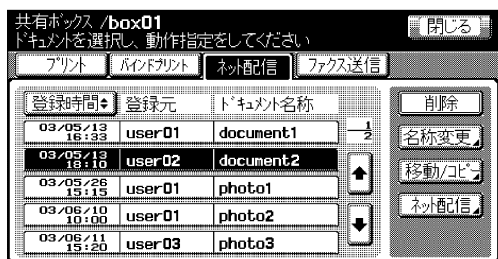 共有ボックス /box01
ドキュメントを選択し、動作指定をしてください
閉じる
プリント バインドプリント ネット配信 ファクス送信
登録時間 登録元 ドキュメント名称
03/05/13 16:33 user01 document1
1/2
03/05/13 18:10 user02 document2
03/05/26 15:15 user01 photo1
03/06/10 10:00 user01 photo2
03/06/11 15:20 user03 photo3
削除
名称変更
移動/コピー
ネット配信